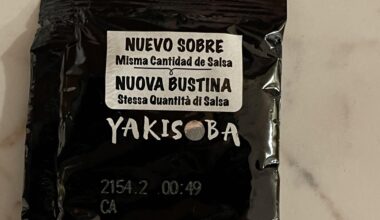 NUEVO SOBRE
Misma Cantidad de Salsa
NUOVA BUSTINA
Stessa Quantità di Salsa
YAKISOBA
2154.2 00:49
CA